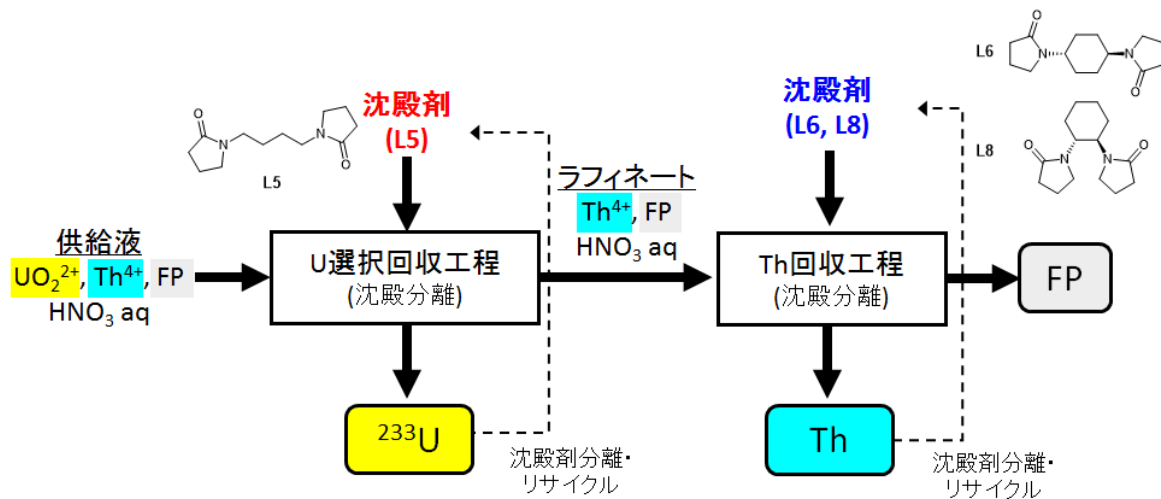 沈殿剤
(L5)
O
N
N
O
L5
供給液
UO₂²⁺, Th⁴⁺, FP
HNO₃ aq
U選択回収工程
(沈殿分離)
²³³U
沈殿剤分離・
リサイクル
ラフィネート
Th⁴⁺, FP
HNO₃ aq
沈殿剤
(L6, L8)
L6
O
N
N
O
L8
O
N
N
O
Th回収工程
(沈殿分離)
Th
沈殿剤分離・
リサイクル
FP